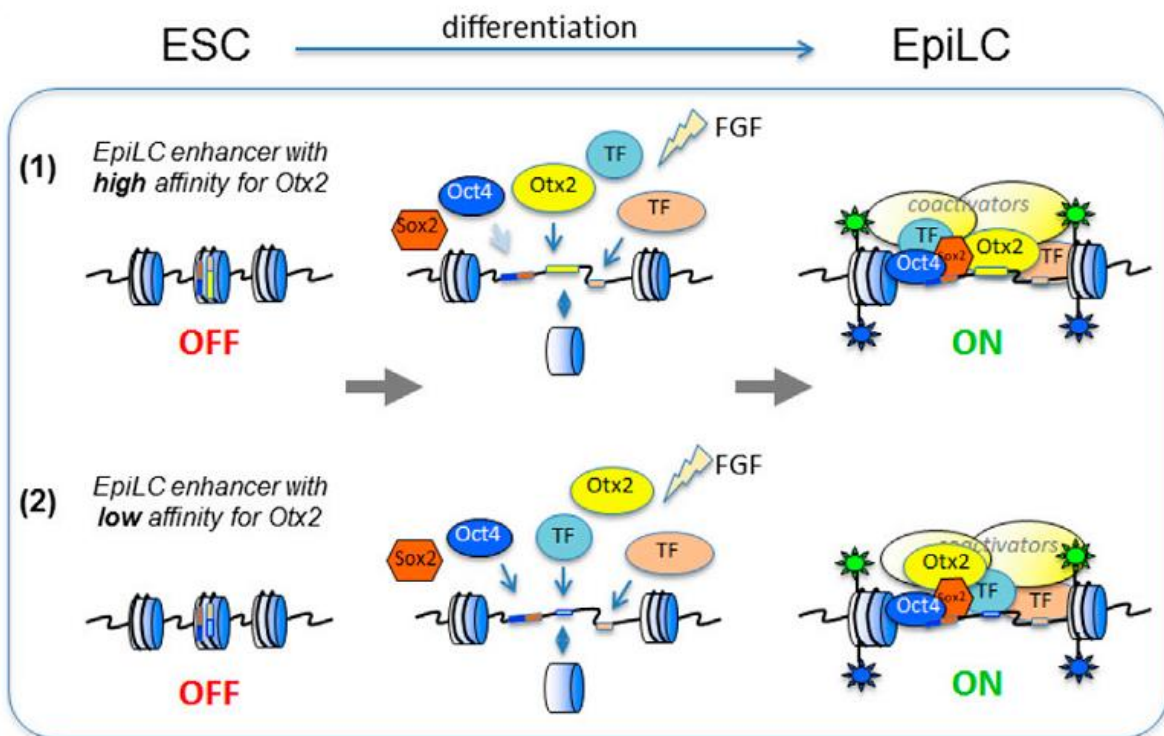 ESC
differentiation
EpiLC
(1)
EpiLC enhancer with
high affinity for Otx2
OFF
Sox2
Oct4
Otx2
TF
FGF
TF
coactivators
TF
Oct4
Sox2
Otx2
TF
ON
(2)
EpiLC enhancer with
low affinity for Otx2
OFF
Sox2
Oct4
TF
Otx2
FGF
TF
coactivators
Otx2
Oct4
Sox2
TF
TF
ON